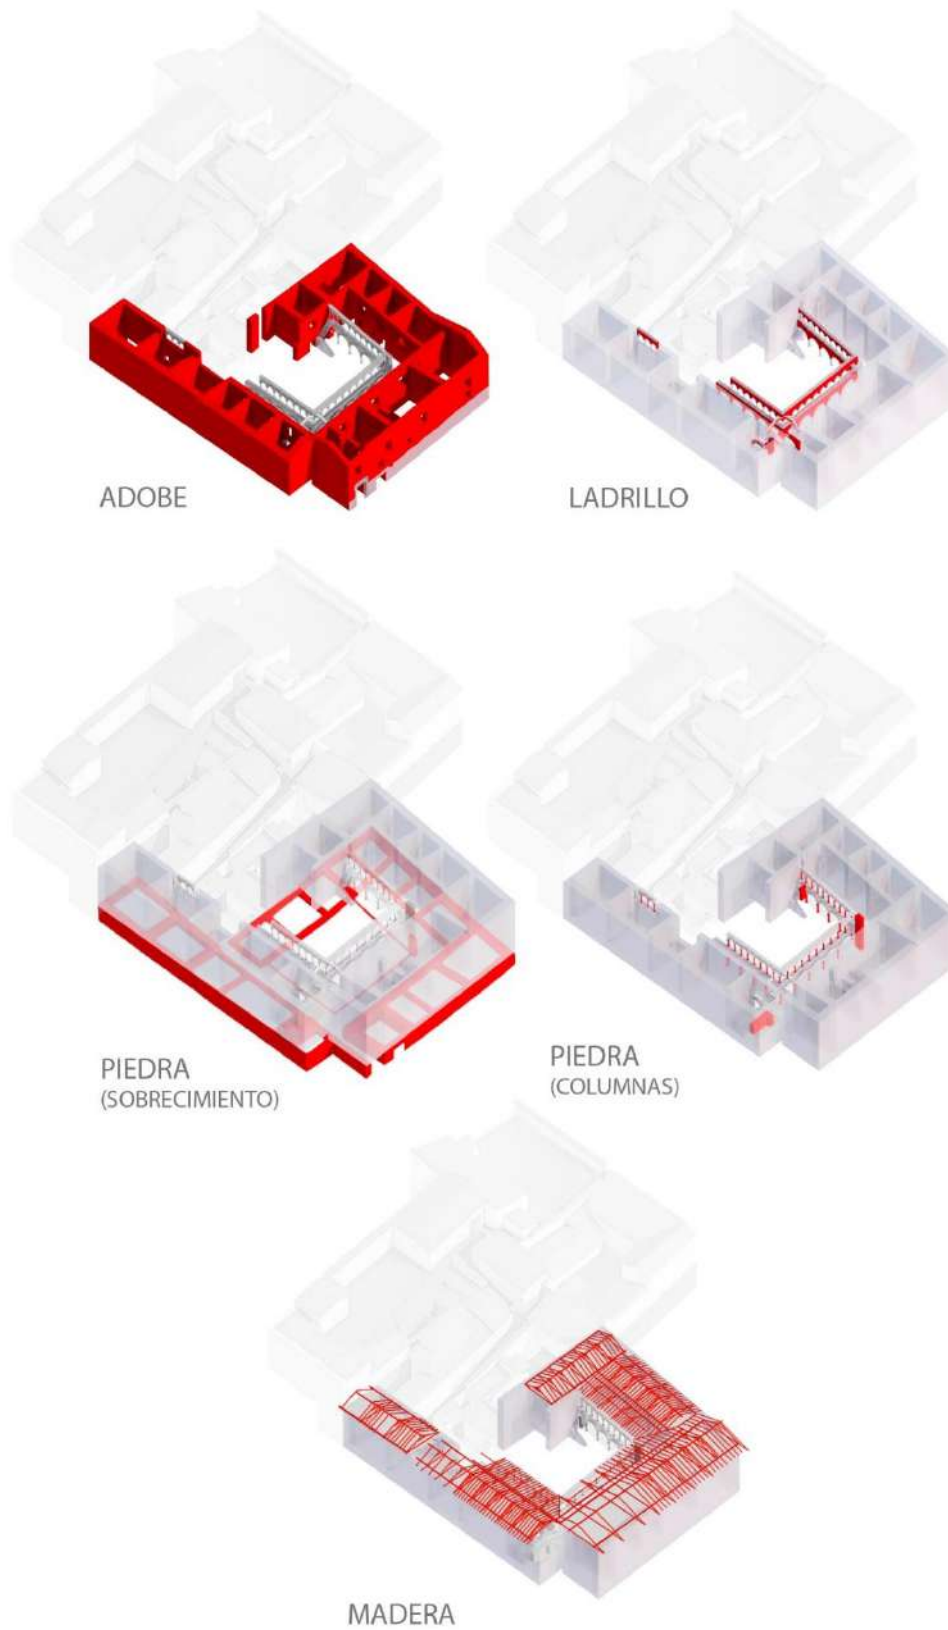 ADOBE
LADRILLO
PIEDRA
(SOBRECIMIENTO)
PIEDRA
(COLUMNAS)
MADERA